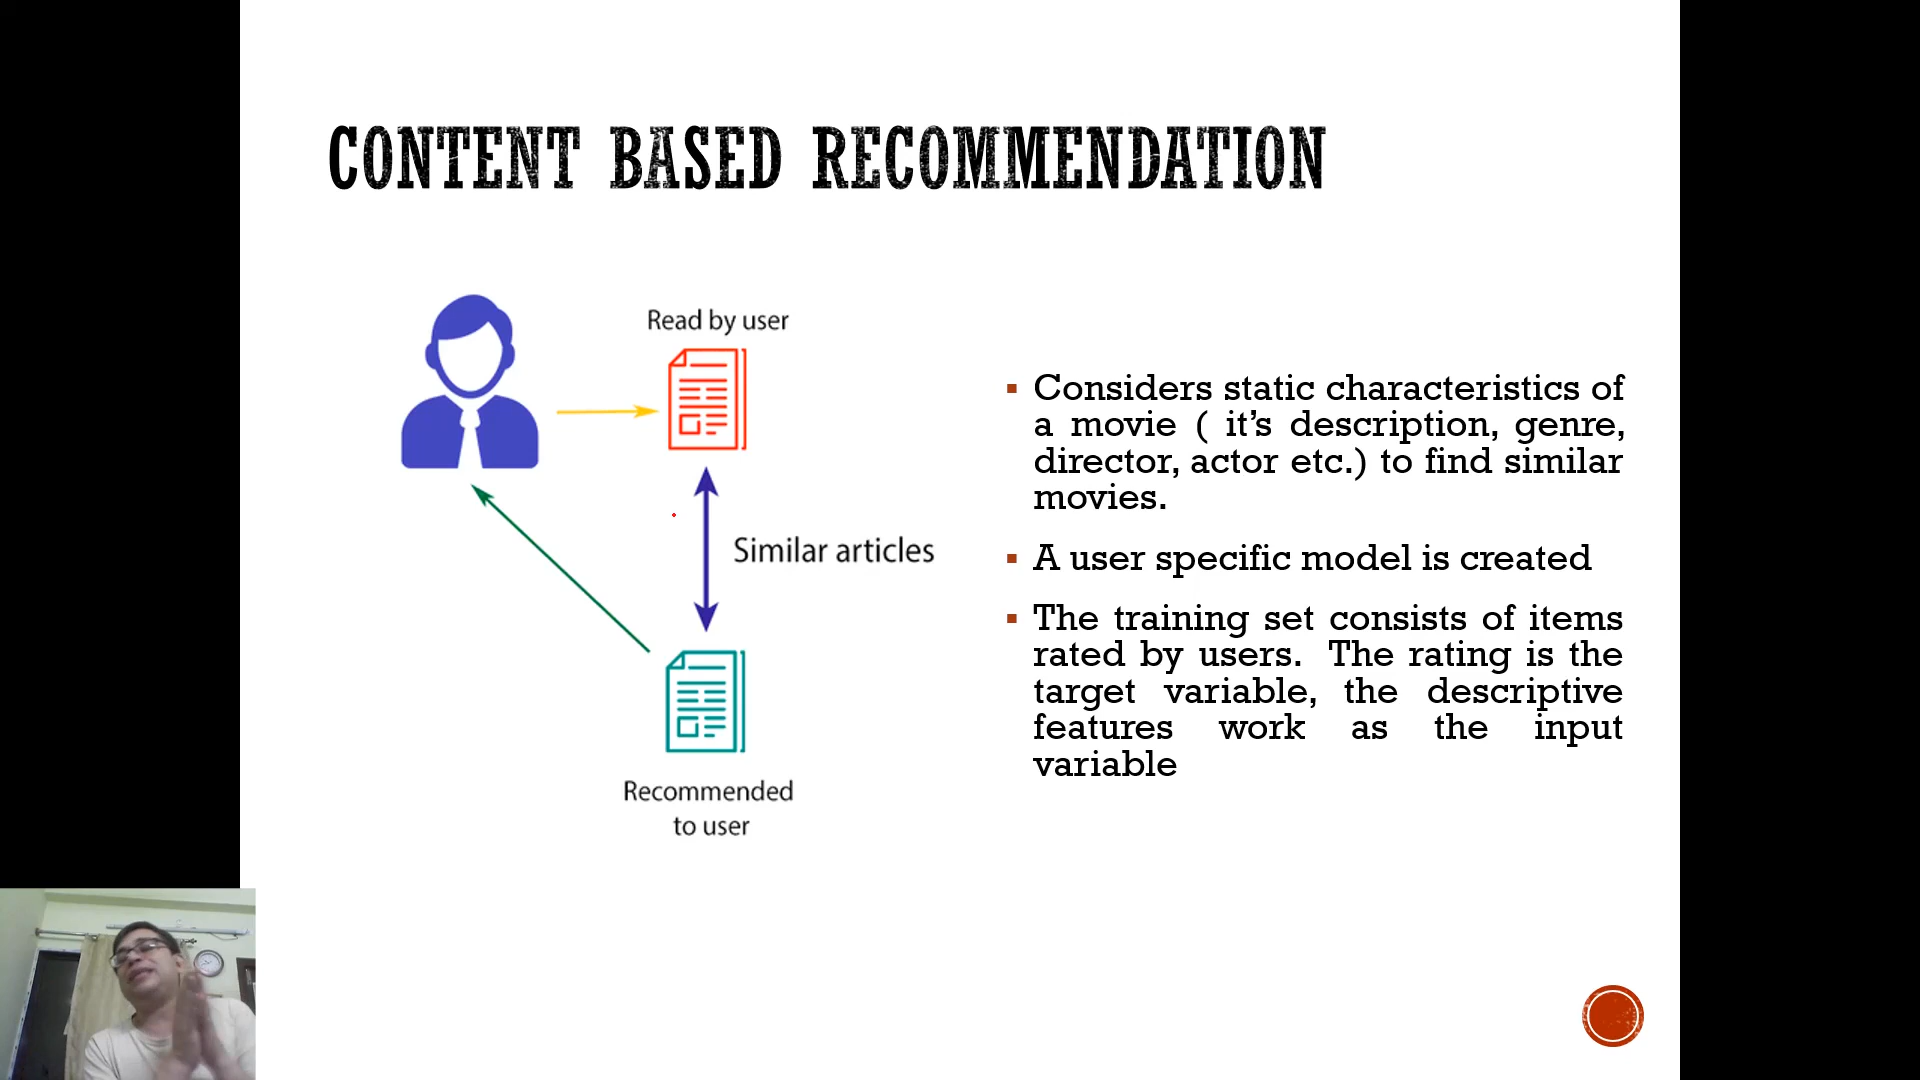 CONTENT BASED RECOMMENDATION
Read by user
Similar articles
Recommended
to user
Considers static characteristics of
a movie ( it’s description, genre,
director, actor etc.) to find similar
movies.
A user specific model is created
The training set consists of items
rated by users. The rating is the
target variable, the descriptive
features work as the input
variable